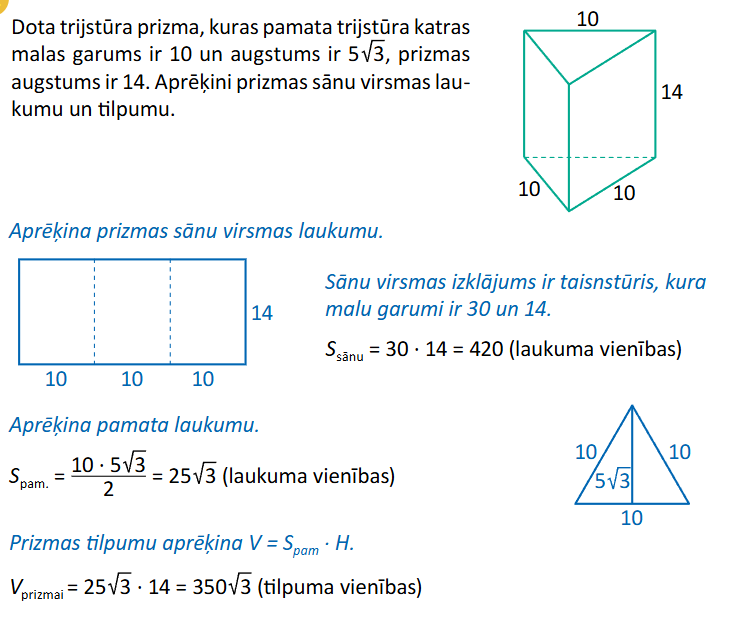 Dota trijstūra prizma, kuras pamata trijstūra katras
malas garums ir 10 un augstums ir 5√3, prizmas
augstums ir 14. Aprēķini prizmas sānu virsmas lau-
kumu un tilpumu.
10
14
10
10
Aprēķina prizmas sānu virsmas laukumu.
14
10 10 10
Sānu virsmas izklājums ir taisnstūris, kura
malu garumi ir 30 un 14.
Ssānu = 30 · 14 = 420 (laukuma vienības)
Aprēķina pamata laukumu.
Spam. = (10 · 5√3)/2 = 25√3 (laukuma vienības)
10 10
5√3
10
Prizmas tilpumu aprēķina V = Spam · H.
Vprizmai = 25√3 · 14 = 350√3 (tilpuma vienības)